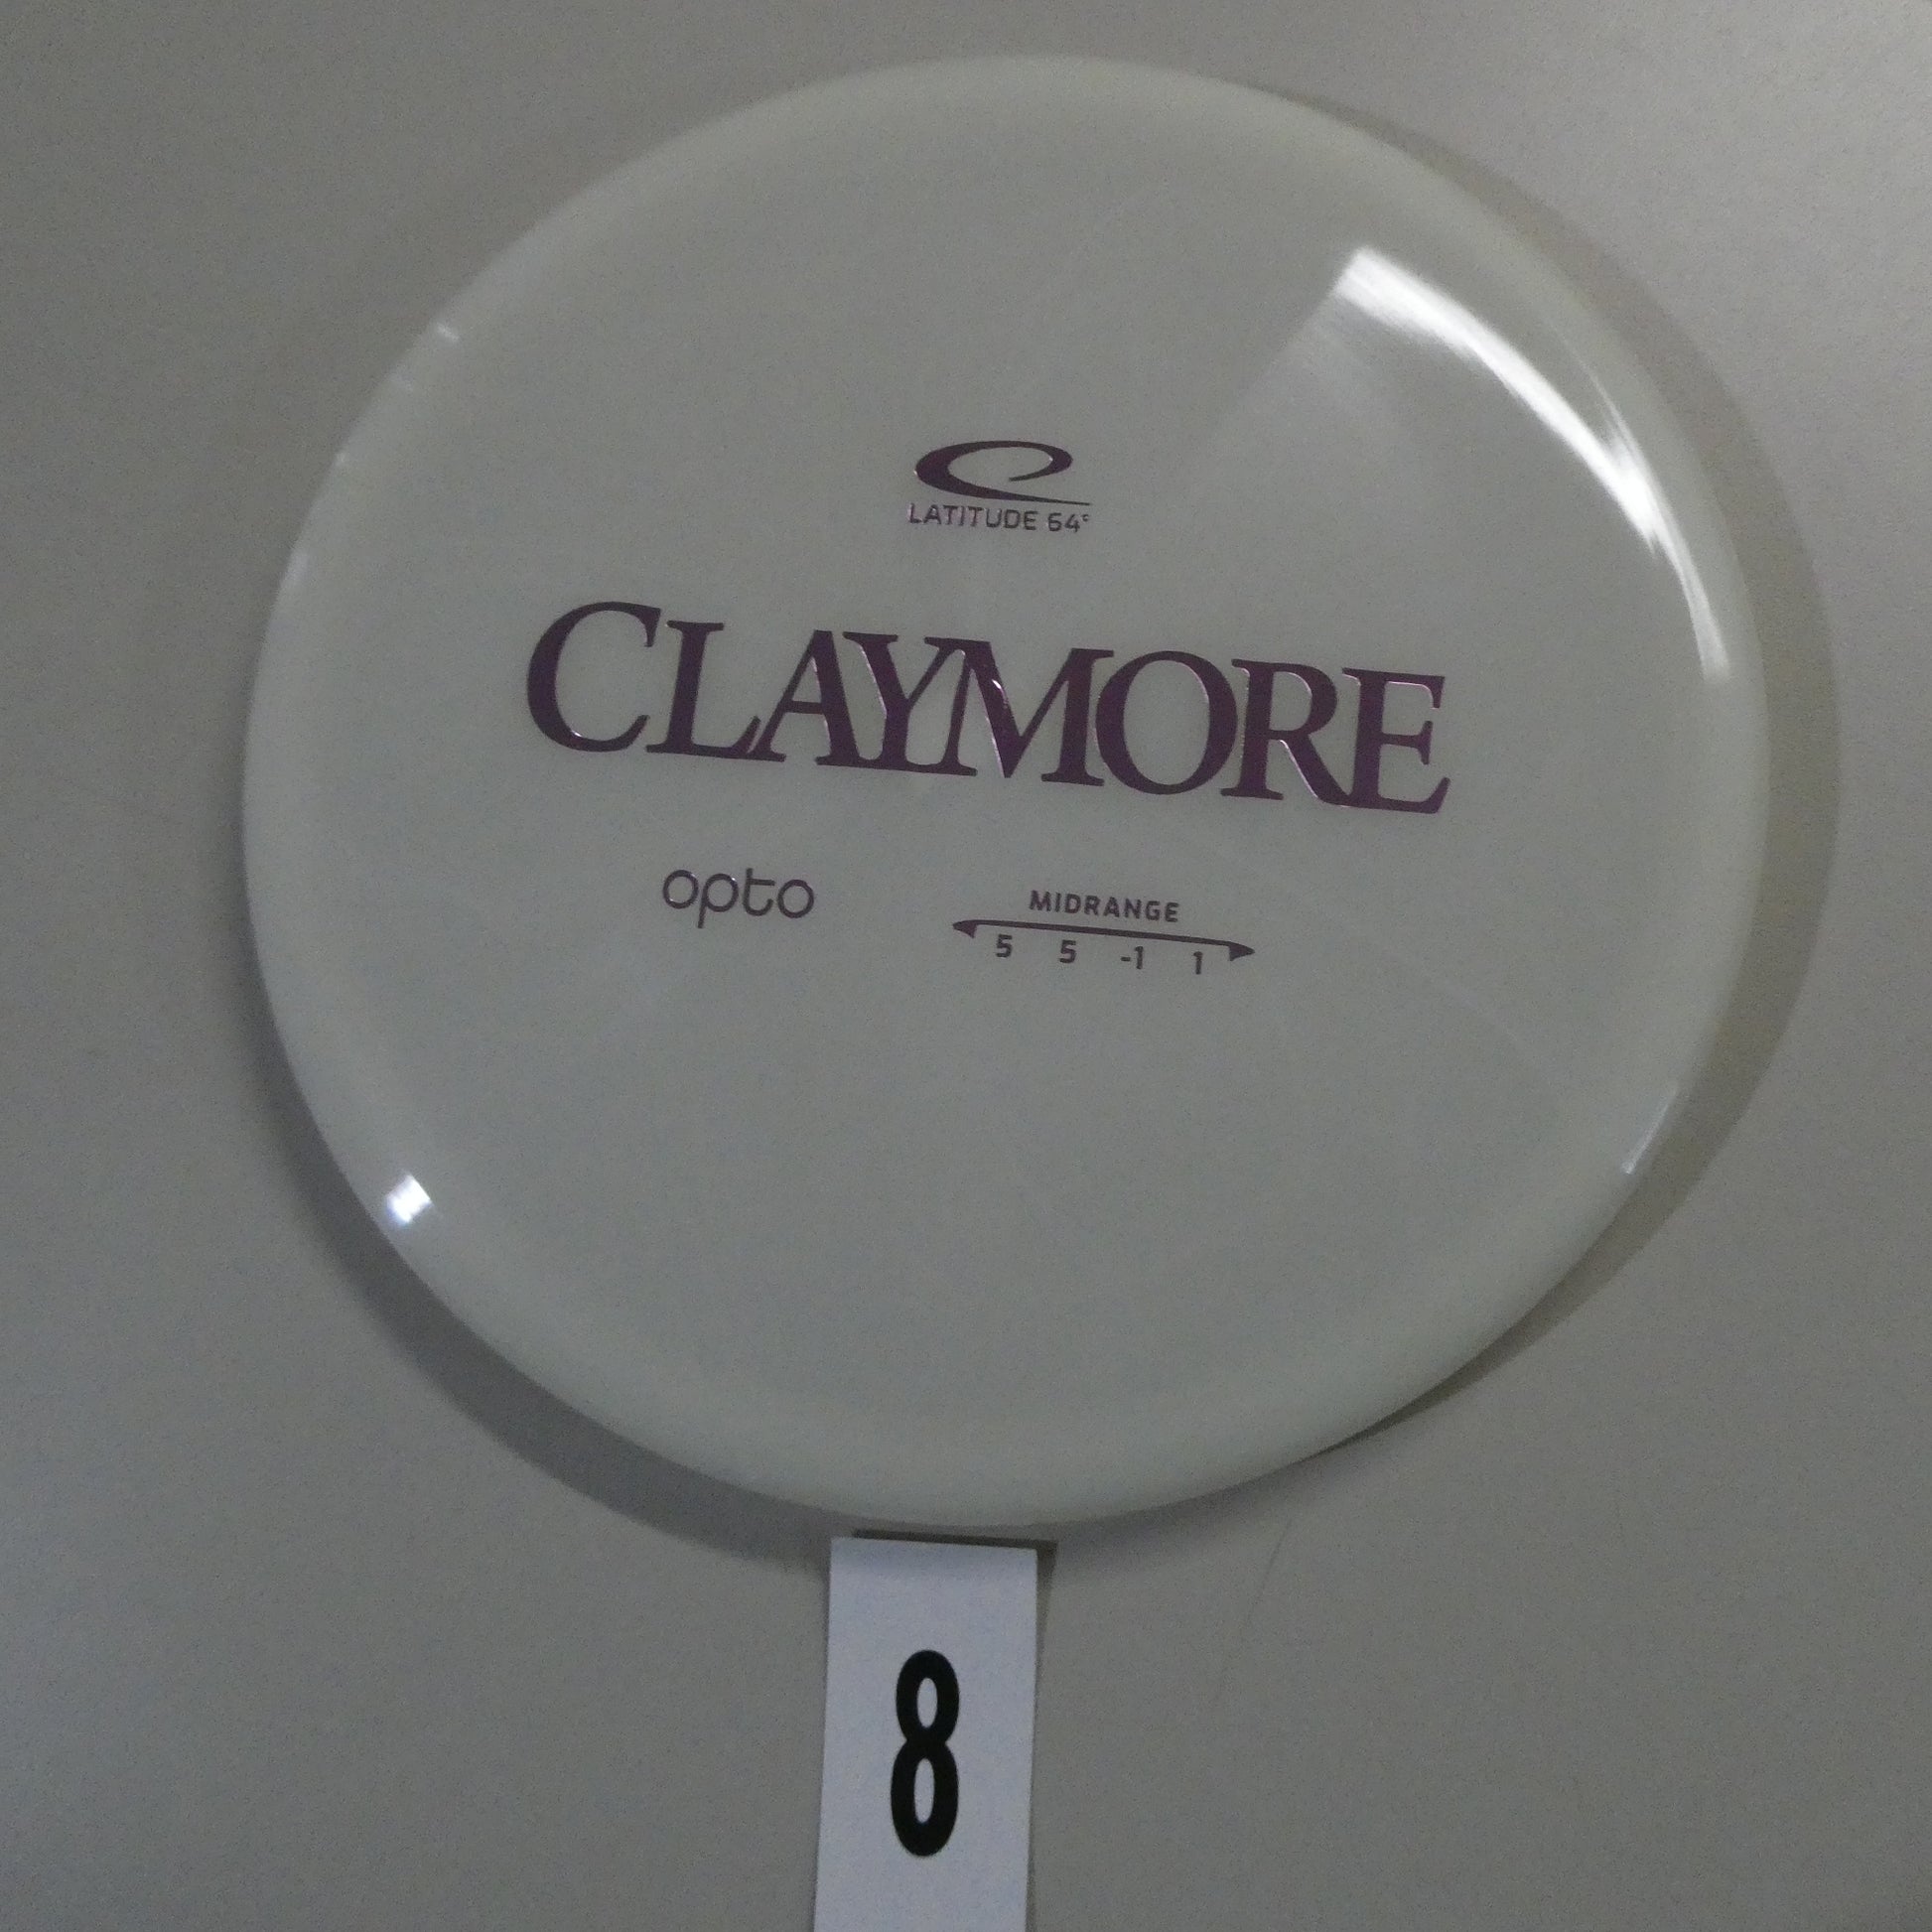 LATITUDE 64°
CLAYMORE
opto
MIDRANGE
5 5 -1 1
8